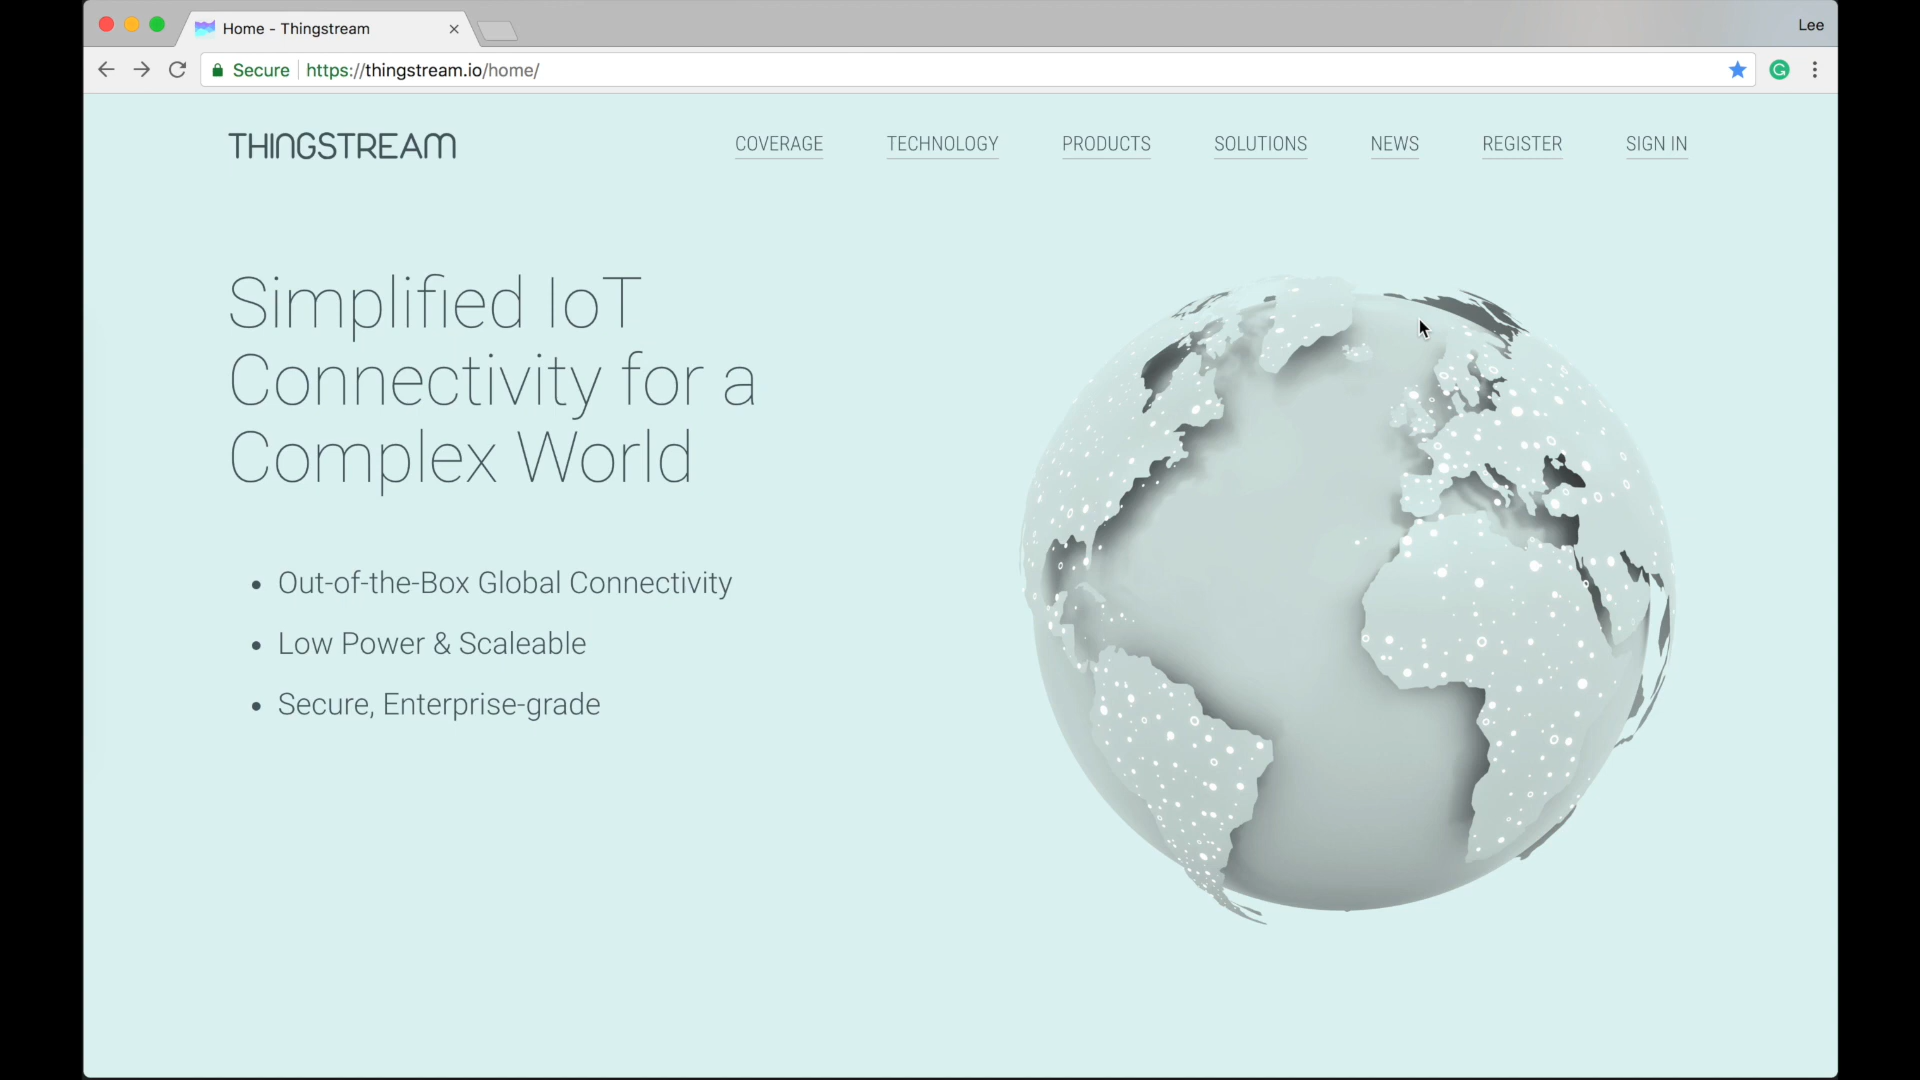 Home - Thingstream
Lee
Secure https://thingstream.io/home/
THINGSTREAM
COVERAGE TECHNOLOGY PRODUCTS SOLUTIONS NEWS REGISTER SIGN IN
Simplified IoT
Connectivity for a
Complex World
• Out-of-the-Box Global Connectivity
• Low Power & Scaleable
• Secure, Enterprise-grade